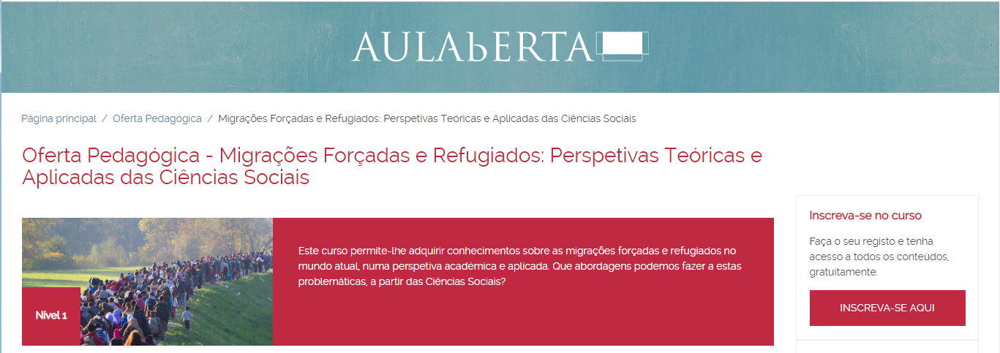 AULAbERTA
Página principal / Oferta Pedagógica / Migrações Forçadas e Refugiados: Perspetivas Teóricas e Aplicadas das Ciências Sociais
Oferta Pedagógica - Migrações Forçadas e Refugiados: Perspetivas Teóricas e
Aplicadas das Ciências Sociais
Nível 1
Este curso permite-lhe adquirir conhecimentos sobre as migrações forçadas e refugiados no
mundo atual, numa perspetiva académica e aplicada. Que abordagens podemos fazer a estas
problemáticas, a partir das Ciências Sociais?
Inscreva-se no curso
Faça o seu registo e tenha
acesso a todos os conteúdos,
gratuitamente.
INSCREVA-SE AQUI